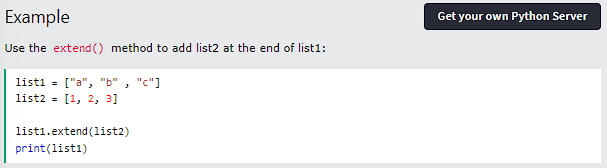 Example
Get your own Python Server
Use the extend() method to add list2 at the end of list1:
list1 = ["a", "b" , "c"]
list2 = [1, 2, 3]
list1.extend(list2)
print(list1)